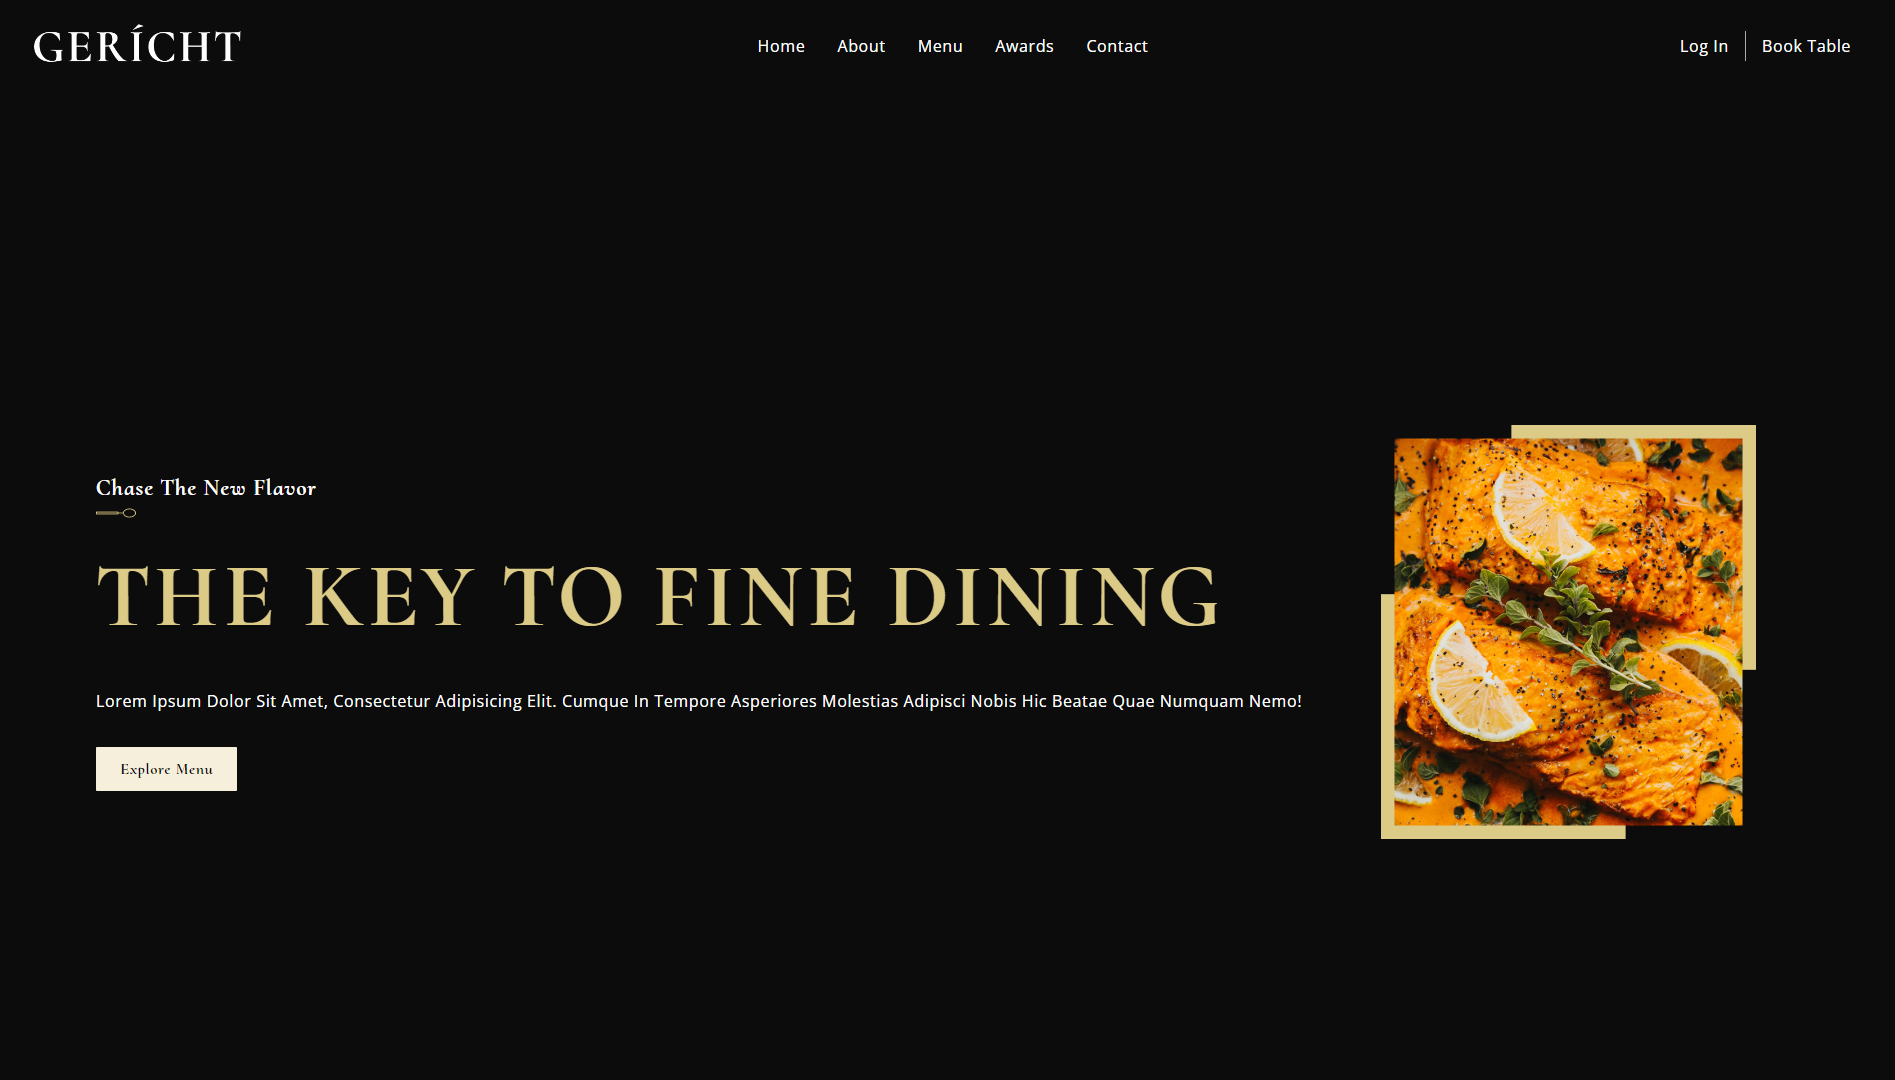 GERÍCHT
Home About Menu Awards Contact
Log In Book Table
Chase The New Flavor
THE KEY TO FINE DINING
Lorem Ipsum Dolor Sit Amet, Consectetur Adipisicing Elit. Cumque In Tempore Asperiores Molestias Adipisci Nobis Hic Beatae Quae Numquam Nemo!
Explore Menu